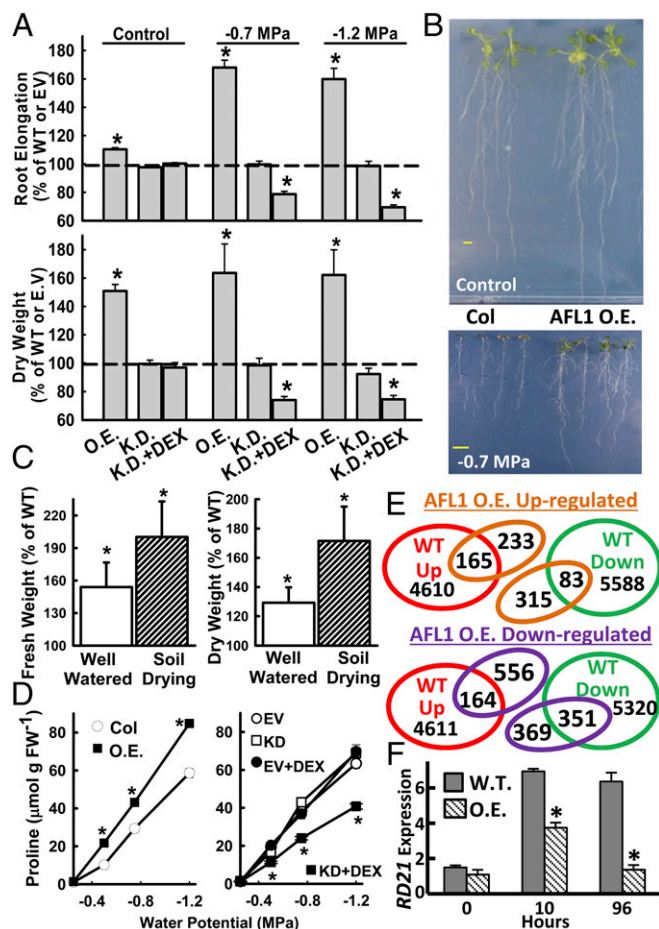 A
Control
-0.7 MPa
-1.2 MPa
Root Elongation
(% of WT or EV)
180
160
140
120
100
80
60
* * * * *
Dry Weight
(% of WT or E.V)
160
140
120
100
80
60
* * * * *
O.E.
K.D.
K.D.+DEX
O.E.
K.D.
K.D.+DEX
O.E.
K.D.
K.D.+DEX
B
Control
Col AFL1 O.E.
-0.7 MPa
C
Fresh Weight (% of WT)
220
190
160
130
100
* *
Well
Watered
Soil
Drying
Dry Weight (% of WT)
200
180
160
140
120
100
* *
Well
Watered
Soil
Drying
D
Proline (µmol g FW⁻¹)
80
60
40
20
0
Col
O.E.
* * *
-0.4 -0.8 -1.2
80
60
40
20
0
EV
KD
EV+DEX
KD+DEX
* * *
-0.4 -0.8 -1.2
Water Potential (MPa)
E
AFL1 O.E. Up-regulated
WT
Up
4610
165
233
315
83
WT
Down
5588
AFL1 O.E. Down-regulated
WT
Up
4611
164
556
369
351
WT
Down
5320
F
RD21 Expression
6
4
2
0
W.T.
O.E.
* *
0 10 96
Hours